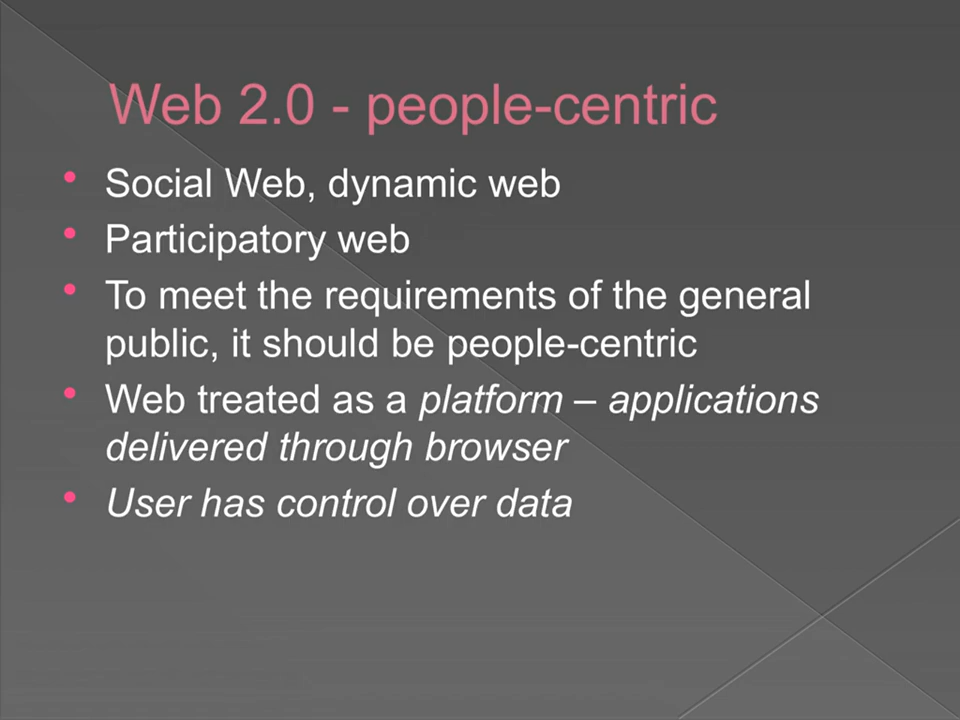 Web 2.0 - people-centric
• Social Web, dynamic web
• Participatory web
• To meet the requirements of the general
public, it should be people-centric
• Web treated as a platform – applications
delivered through browser
• User has control over data